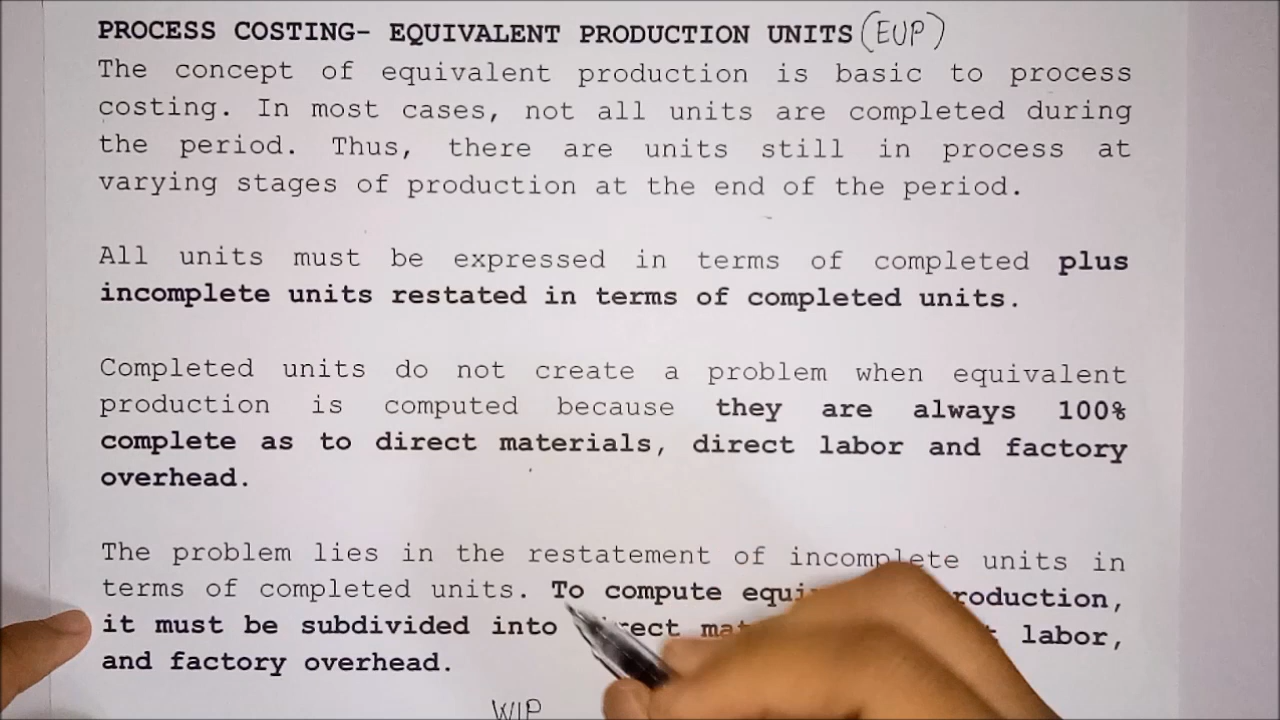 PROCESS COSTING- EQUIVALENT PRODUCTION UNITS (EUP)
The concept of equivalent production is basic to process
costing. In most cases, not all units are completed during
the period. Thus, there are units still in process at
varying stages of production at the end of the period.
All units must be expressed in terms of completed plus
incomplete units restated in terms of completed units.
Completed units do not create a problem when equivalent
production is computed because they are always 100%
complete as to direct materials, direct labor and factory
overhead.
The problem lies in the restatement of incomplete units in
terms of completed units. To compute
it must be subdivided into labor,
and factory overhead.
WIP